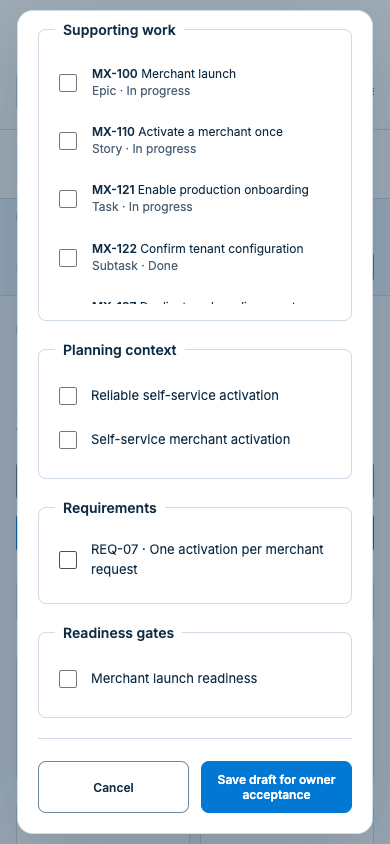 Supporting work
MX-100 Merchant launch
Epic · In progress
MX-110 Activate a merchant once
Story · In progress
MX-121 Enable production onboarding
Task · In progress
MX-122 Confirm tenant configuration
Subtask · Done
Planning context
Reliable self-service activation
Self-service merchant activation
Requirements
REQ-07 · One activation per merchant
request
Readiness gates
Merchant launch readiness
Cancel
Save draft for owner
acceptance